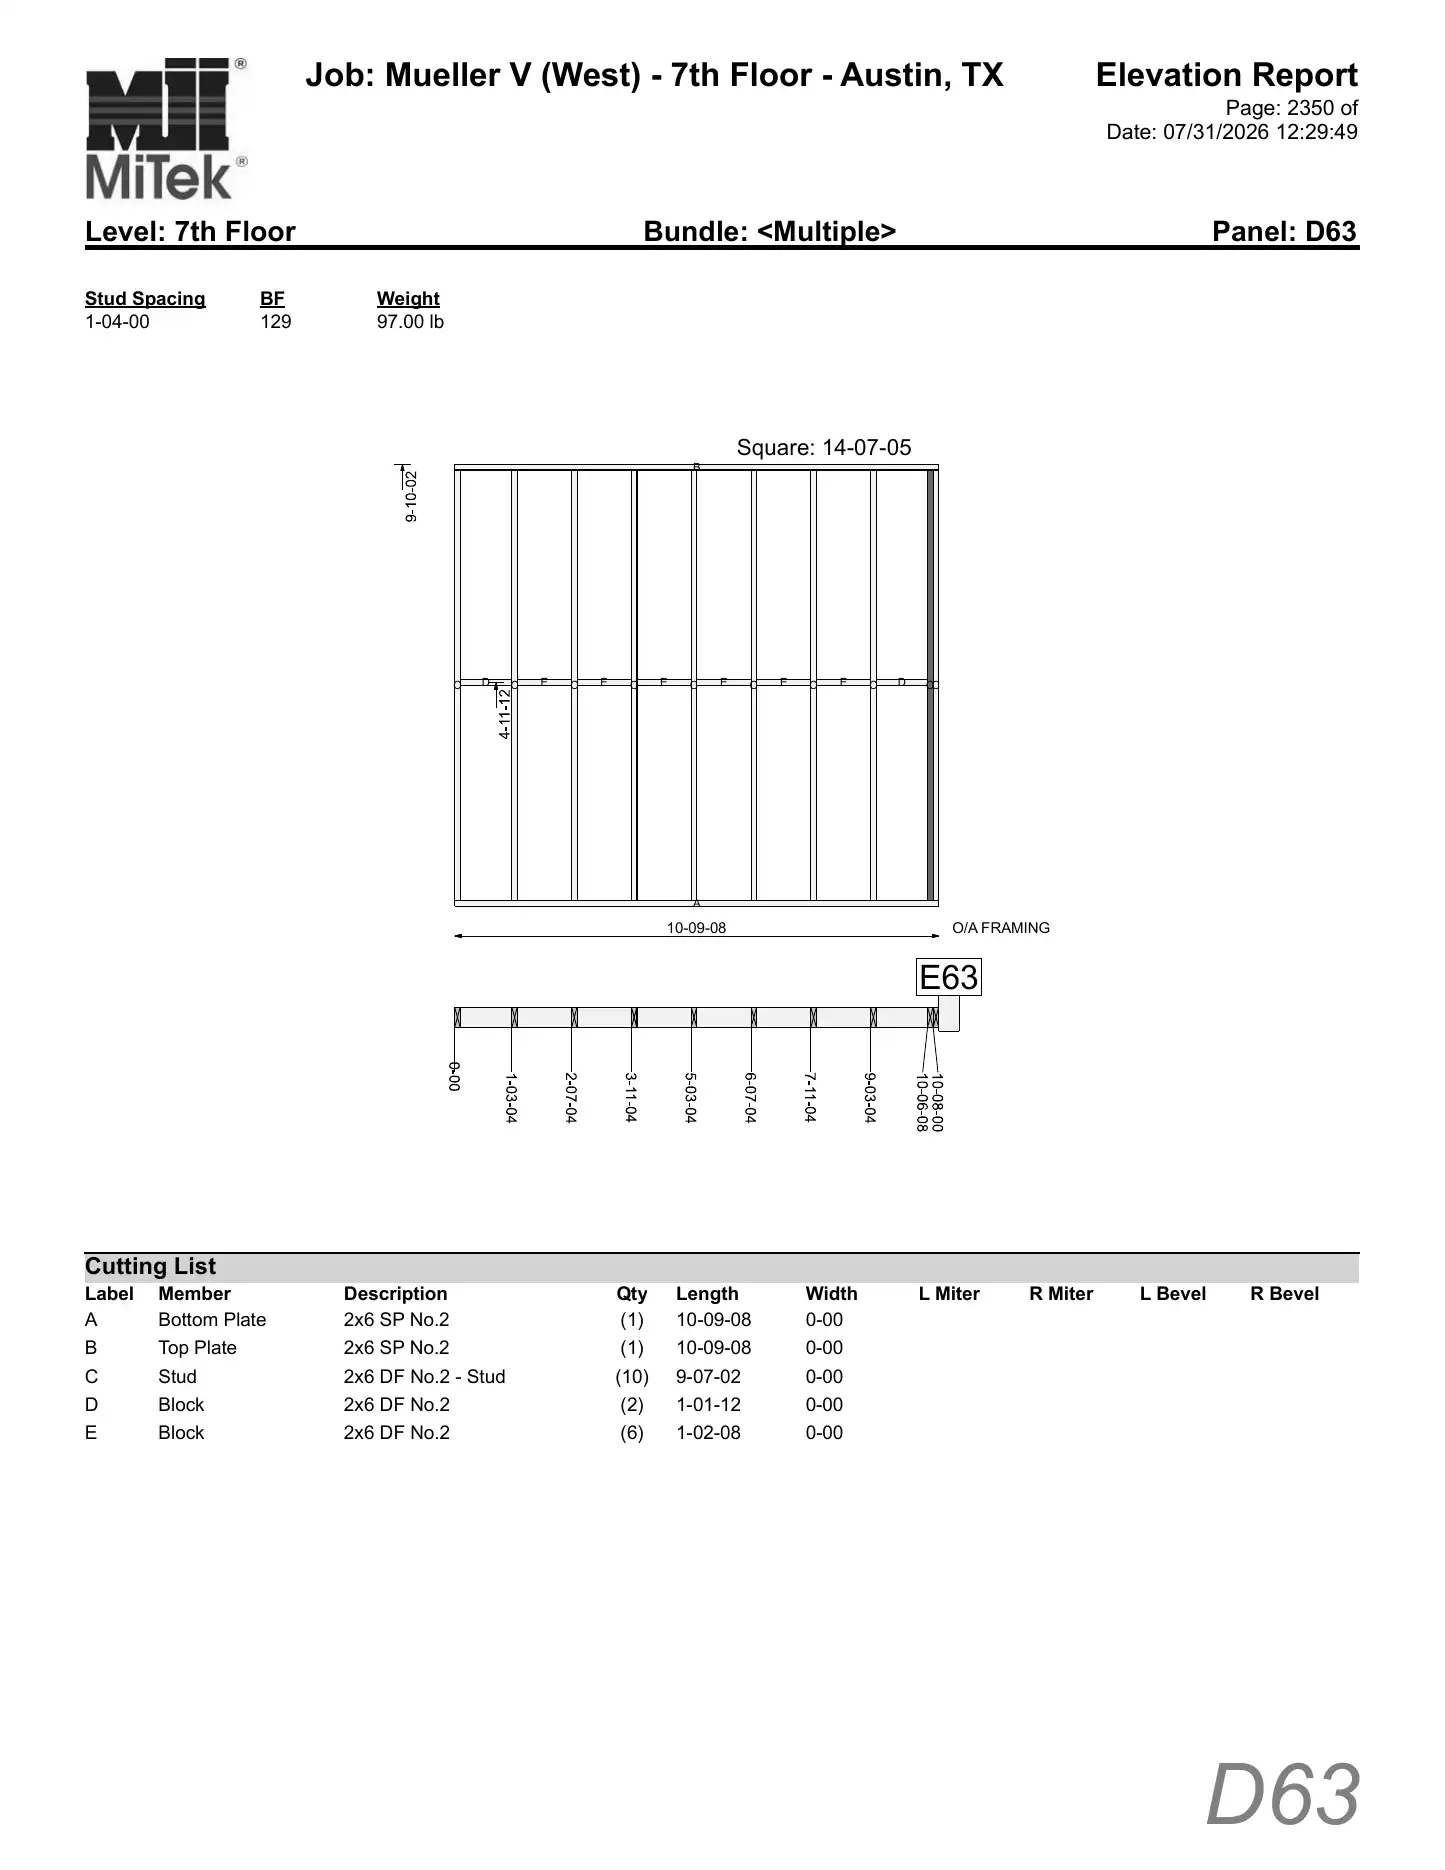 Job: Mueller V (West) - 7th Floor - Austin, TX
Elevation Report
Page: 2350 of
Date: 07/31/2026 12:29:49
MiTek®
Level: 7th Floor Bundle: <Multiple> Panel: D63
Stud Spacing BF Weight
1-04-00 129 97.00 lb
Square: 14-07-05
B
9-10-02
D E E E E E E D
4-11-12
A
10-09-08 O/A FRAMING
E63
0-00 1-03-04 2-07-04 3-11-04 5-03-04 6-07-04 7-11-04 9-03-04 10-06-08 10-08-00
Cutting List
Label Member Description Qty Length Width L Miter R Miter L Bevel R Bevel
A Bottom Plate 2x6 SP No.2 (1) 10-09-08 0-00
B Top Plate 2x6 SP No.2 (1) 10-09-08 0-00
C Stud 2x6 DF No.2 - Stud (10) 9-07-02 0-00
D Block 2x6 DF No.2 (2) 1-01-12 0-00
E Block 2x6 DF No.2 (6) 1-02-08 0-00
D63